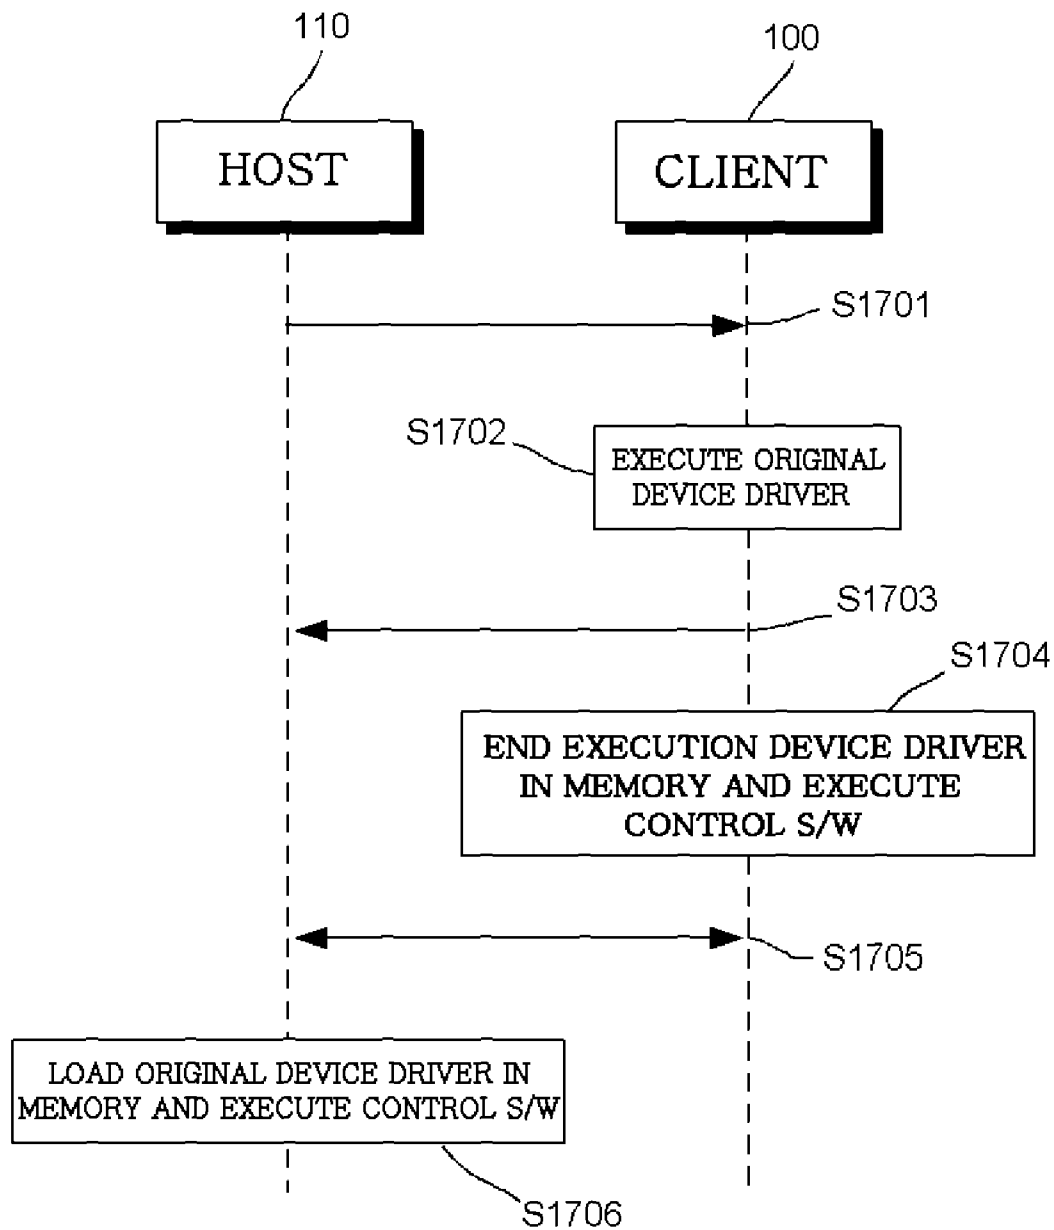 110
100
HOST
CLIENT
S1701
S1702
EXECUTE ORIGINAL
DEVICE DRIVER
S1703
S1704
END EXECUTION DEVICE DRIVER
IN MEMORY AND EXECUTE
CONTROL S/W
S1705
LOAD ORIGINAL DEVICE DRIVER IN
MEMORY AND EXECUTE CONTROL S/W
S1706